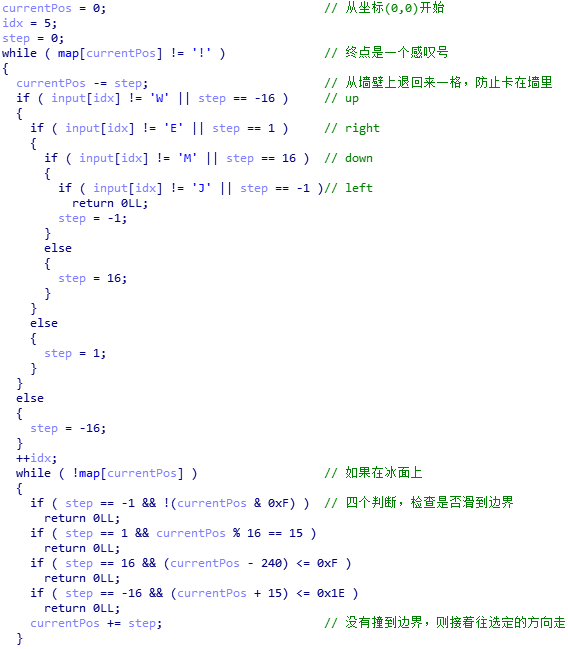 currentPos = 0;                                // 从坐标(0,0)开始
idx = 5;
step = 0;
while ( map[currentPos] != '!' )               // 终点是一个感叹号
{
  currentPos -= step;                          // 从墙壁上退回来一格，防止卡在墙里
  if ( input[idx] != 'W' || step == -16 )      // up
  {
    if ( input[idx] != 'E' || step == 1 )      // right
    {
      if ( input[idx] != 'M' || step == 16 )   // down
      {
        if ( input[idx] != 'J' || step == -1 )// left
          return 0LL;
        step = -1;
      }
      else
      {
        step = 16;
      }
    }
    else
    {
      step = 1;
    }
  }
  else
  {
    step = -16;
  }
  ++idx;
  while ( !map[currentPos] )                   // 如果在冰面上
  {
    if ( step == -1 && !(currentPos & 0xF) )   // 四个判断，检查是否滑到边界
      return 0LL;
    if ( step == 1 && currentPos % 16 == 15 )
      return 0LL;
    if ( step == 16 && (currentPos - 240) <= 0xF )
      return 0LL;
    if ( step == -16 && (currentPos + 15) <= 0x1E )
      return 0LL;
    currentPos += step;                        // 没有撞到边界，则接着往选定的方向走
  }